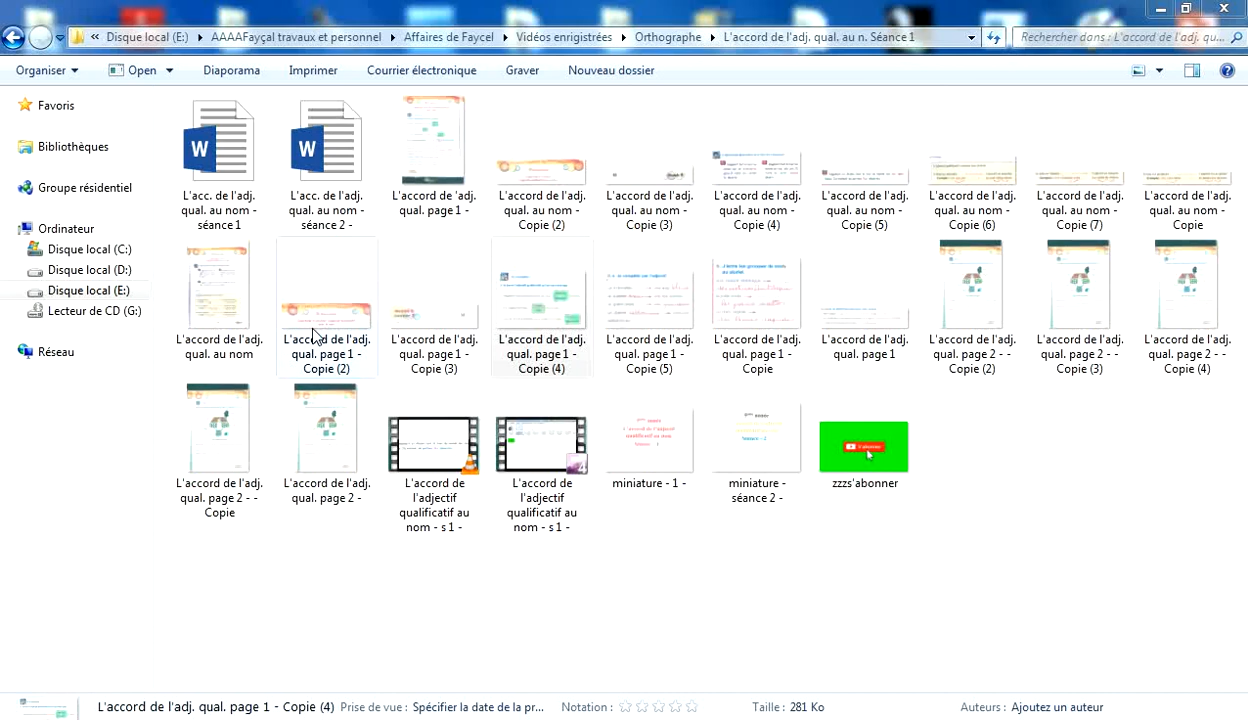 « Disque local (E:) AAAAFayçal travaux et personnel Affaires de Faycel Vidéos enrigistrées Orthographe L'accord de l'adj. qual. au n. Séance 1 Rechercher dans : L'accord de l'adj. qu...
Organiser Open Diaporama Imprimer Courrier électronique Graver Nouveau dossier
Favoris
Bibliothèques
Groupe résidentiel
Ordinateur
Disque local (C:)
Disque local (D:)
Disque local (E:)
Lecteur de CD (G:)
Réseau
L'acc. de l'adj. qual. au nom - séance 1
L'acc. de l'adj. qual. au nom - séance 2 -
L'accord de 'adj. qual. page 1 -
L'accord de l'adj. qual. au nom - Copie (2)
L'accord de l'adj. qual. au nom - Copie (3)
L'accord de l'adj. qual. au nom - Copie (4)
L'accord de l'adj. qual. au nom - Copie (5)
L'accord de l'adj. qual. au nom - Copie (6)
L'accord de l'adj. qual. au nom - Copie (7)
L'accord de l'adj. qual. au nom - Copie
L'accord de l'adj. qual. au nom
L'accord de l'adj. qual. page 1 - Copie (2)
L'accord de l'adj. qual. page 1 - Copie (3)
L'accord de l'adj. qual. page 1 - Copie (4)
L'accord de l'adj. qual. page 1 - Copie (5)
L'accord de l'adj. qual. page 1 - Copie
L'accord de l'adj. qual. page 1
L'accord de l'adj. qual. page 2 - - Copie (2)
L'accord de l'adj. qual. page 2 - - Copie (3)
L'accord de l'adj. qual. page 2 - - Copie (4)
L'accord de l'adj. qual. page 2 - - Copie
L'accord de l'adj. qual. page 2 -
L'accord de l'adjectif qualificatif au nom - s 1 -
L'accord de l'adjectif qualificatif au nom - s 1 -
miniature - 1 -
miniature - séance 2 -
zzzs'abonner
L'accord de l'adj. qual. page 1 - Copie (4) Prise de vue : Spécifier la date de la pr... Notation : Taille : 281 Ko Auteurs : Ajoutez un auteur